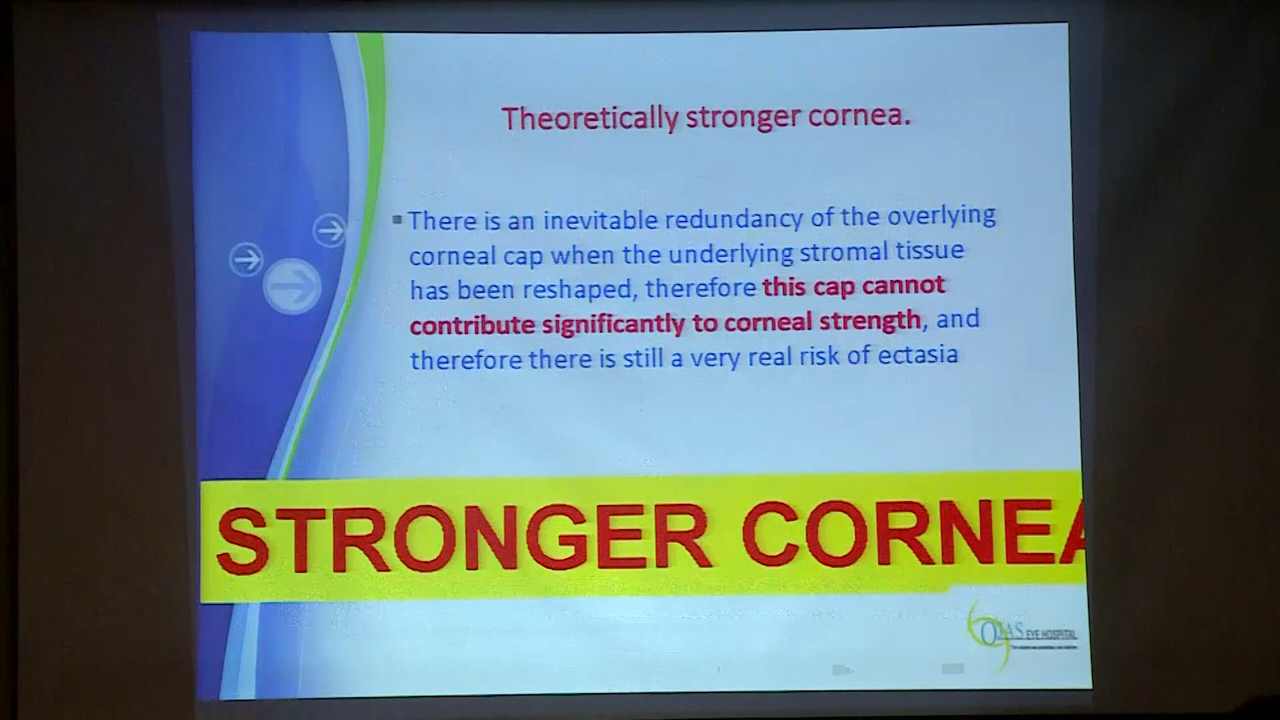 Theoretically stronger cornea.
There is an inevitable redundancy of the overlying
corneal cap when the underlying stromal tissue
has been reshaped, therefore this cap cannot
contribute significantly to corneal strength, and
therefore there is still a very real risk of ectasia
STRONGER CORNEA
OJAS EYE HOSPITAL